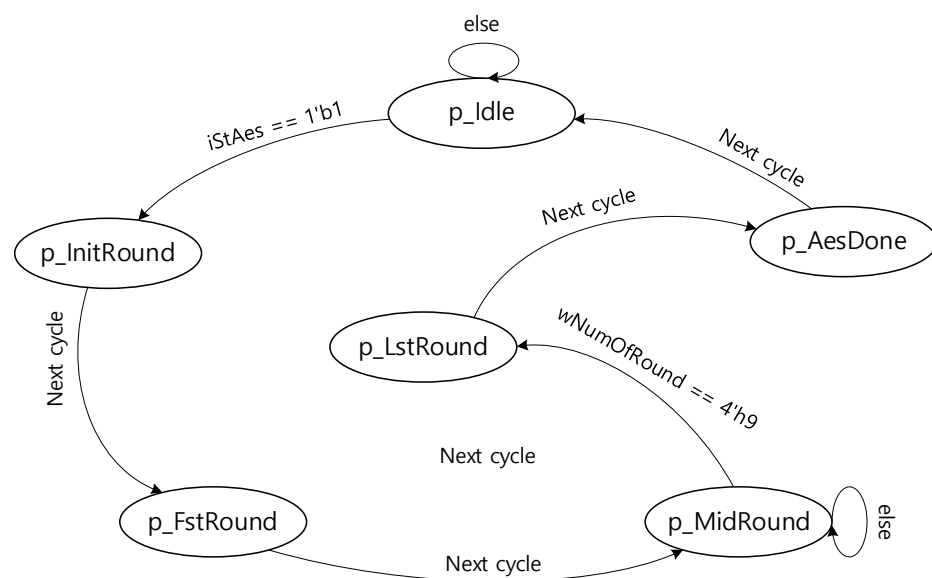 else
p_Idle
iStAes == 1'b1
Next cycle
Next cycle
p_InitRound
p_AesDone
Next cycle
p_LstRound
wNumOfRound == 4'h9
Next cycle
p_FstRound
p_MidRound
else
Next cycle